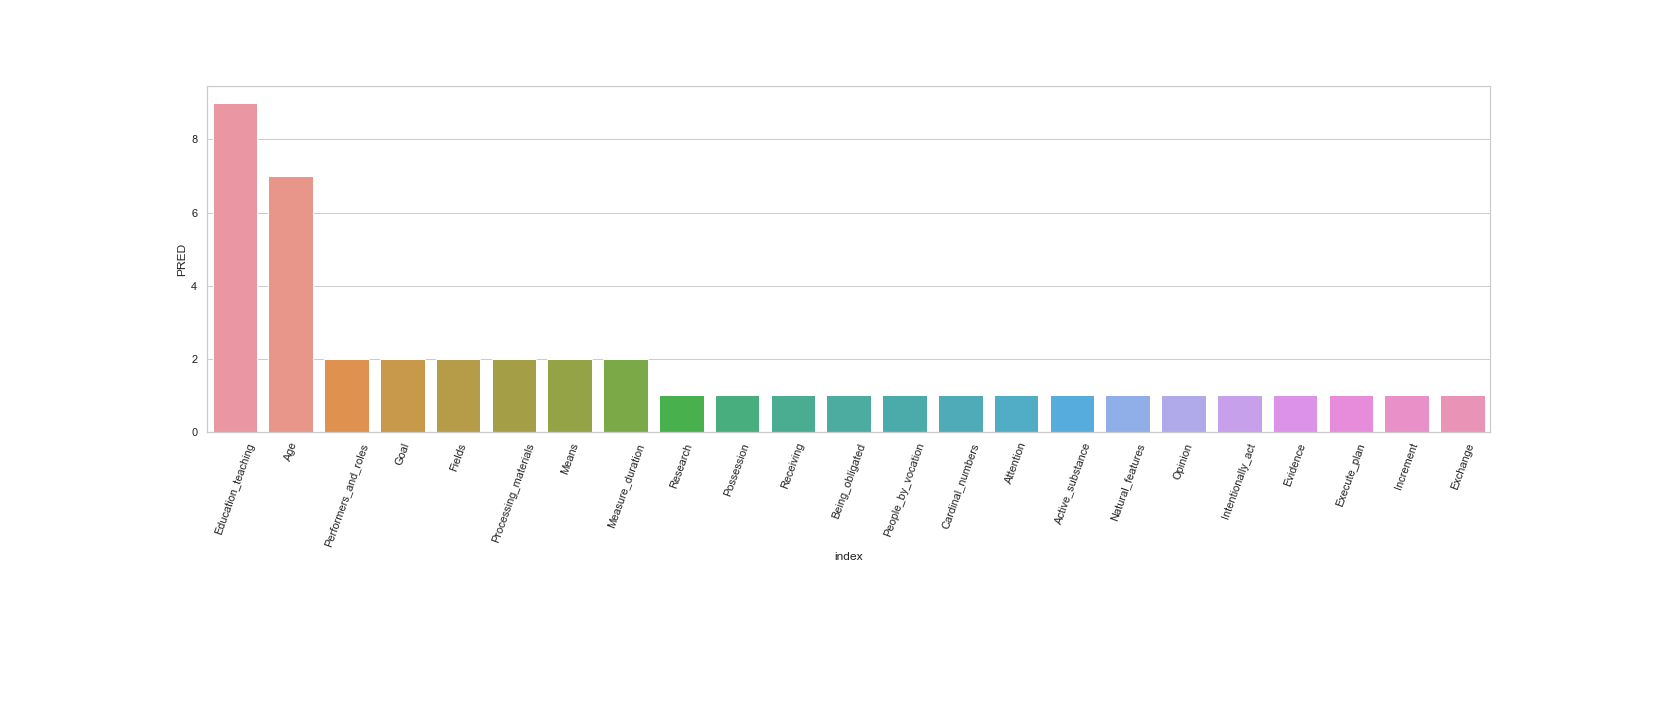 8
6
4
2
0
PRED
Education_teaching
Age
Performers_and_roles
Goal
Fields
Processing_materials
Means
Measure_duration
Research
Possession
Receiving
Being_obligated
People_by_vocation
Cardinal_numbers
Attention
Active_substance
Natural_features
Opinion
Intentionally_act
Evidence
Execute_plan
Increment
Exchange
index